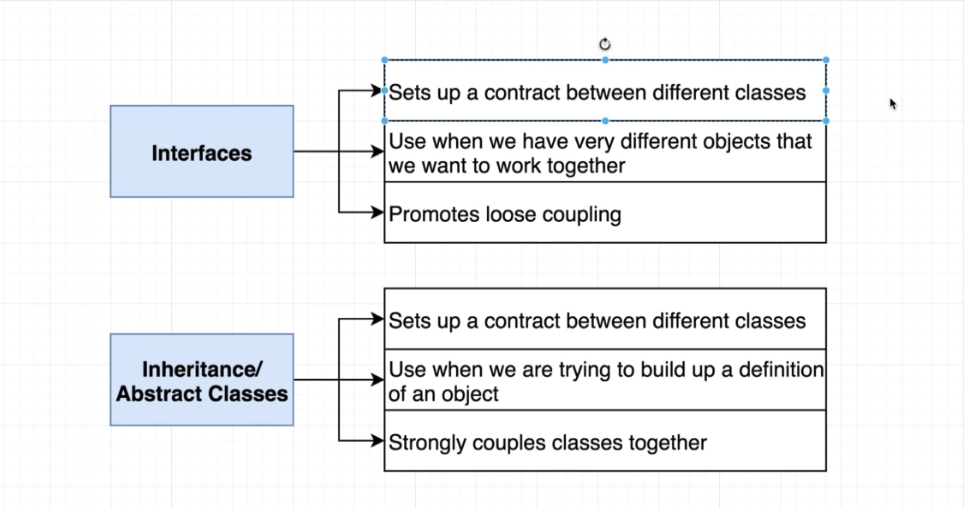 Interfaces
Sets up a contract between different classes
Use when we have very different objects that
we want to work together
Promotes loose coupling
Inheritance/
Abstract Classes
Sets up a contract between different classes
Use when we are trying to build up a definition
of an object
Strongly couples classes together